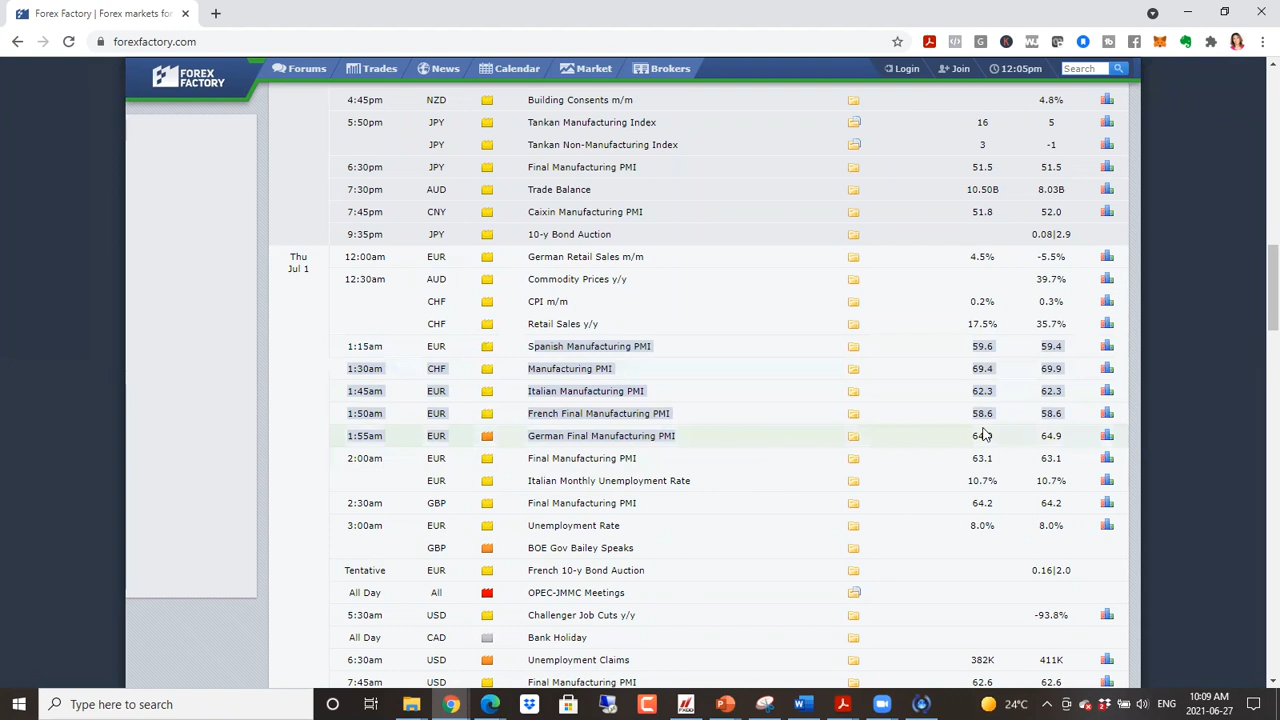 Forex Factory | Forex markets for
forexfactory.com
FOREX FACTORY Forums Trades News Calendar Market Brokers Login Join 12:05pm Search
4:45pm NZD Building Consents m/m 4.8%
5:50pm JPY Tankan Manufacturing Index 16 5
JPY Tankan Non-Manufacturing Index 3 -1
6:30pm JPY Final Manufacturing PMI 51.5 51.5
7:30pm AUD Trade Balance 10.50B 8.03B
7:45pm CNY Caixin Manufacturing PMI 51.8 52.0
9:35pm JPY 10-y Bond Auction 0.08|2.9
Thu Jul 1 12:00am EUR German Retail Sales m/m 4.5% -5.5%
12:30am AUD Commodity Prices y/y 39.7%
CHF CPI m/m 0.2% 0.3%
CHF Retail Sales y/y 17.5% 35.7%
1:15am EUR Spanish Manufacturing PMI 59.6 59.4
1:30am CHF Manufacturing PMI 69.4 69.9
1:45am EUR Italian Manufacturing PMI 62.3 62.3
1:50am EUR French Final Manufacturing PMI 58.6 58.6
1:55am EUR German Final Manufacturing PMI 64.9
2:00am EUR Final Manufacturing PMI 63.1 63.1
EUR Italian Monthly Unemployment Rate 10.7% 10.7%
2:30am GBP Final Manufacturing PMI 64.2 64.2
3:00am EUR Unemployment Rate 8.0% 8.0%
GBP BOE Gov Bailey Speaks
Tentative EUR French 10-y Bond Auction 0.16|2.0
All Day All OPEC-JMMC Meetings
5:30am USD Challenger Job Cuts y/y -93.8%
All Day CAD Bank Holiday
6:30am USD Unemployment Claims 382K 411K
7:45am USD Final Manufacturing PMI 62.6 62.6
Type here to search 24°C 10:09 AM
2021-06-27